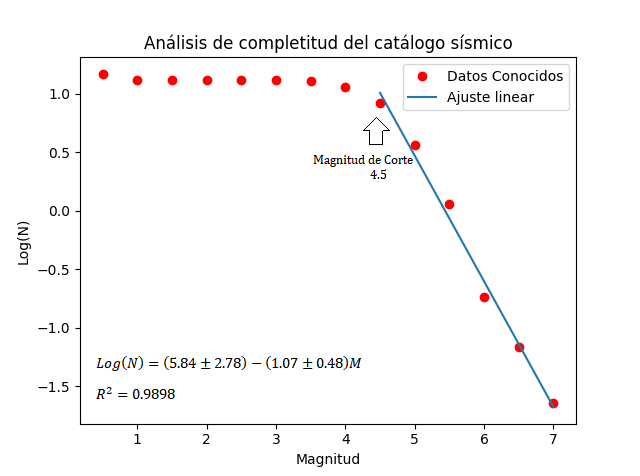 Análisis de completitud del catálogo sísmico
Datos Conocidos
Ajuste linear
1.0
0.5
0.0
−0.5
−1.0
−1.5
Log(N)
Magnitud de Corte
4.5
Log(N) = (5.84 ± 2.78) − (1.07 ± 0.48)M
R² = 0.9898
1 2 3 4 5 6 7
Magnitud